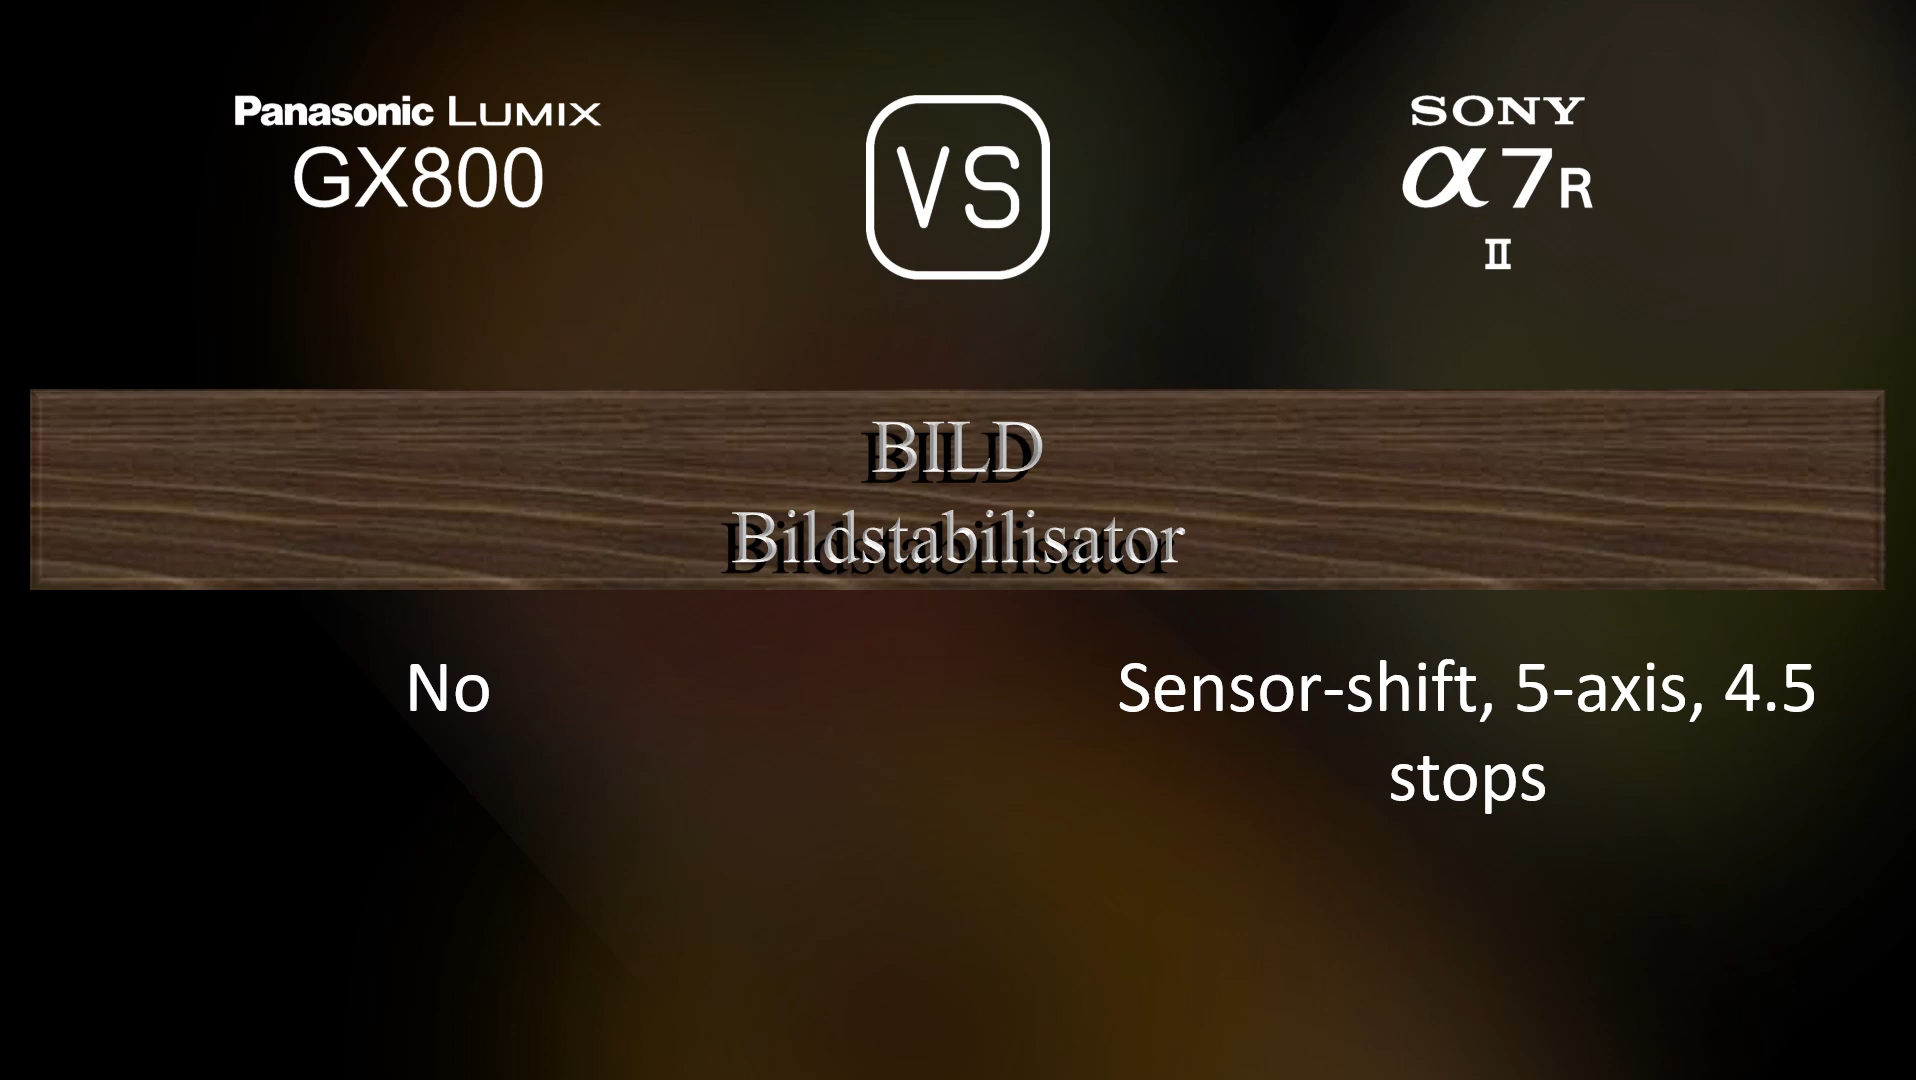 Panasonic LUMIX
GX800
VS
SONY
α7R
II
BILD
Bildstabilisator
No
Sensor-shift, 5-axis, 4.5
stops